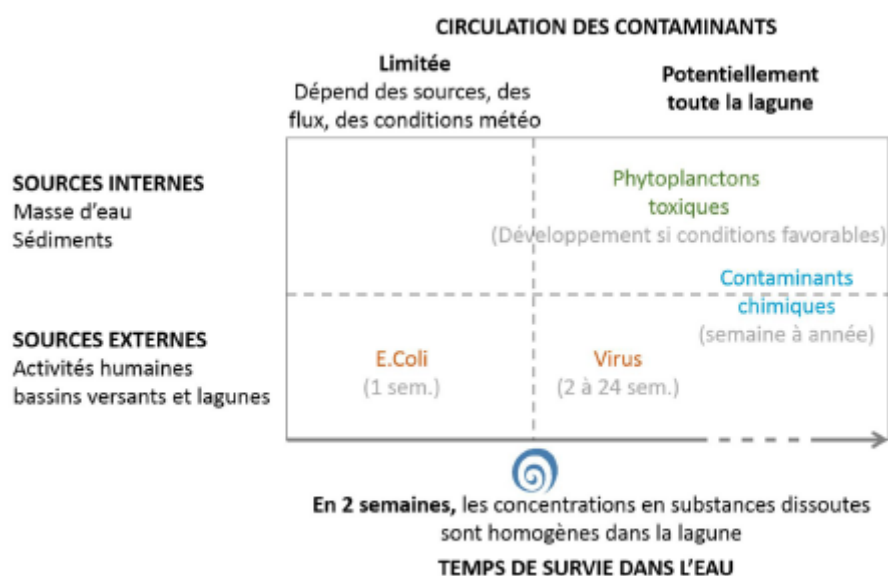 CIRCULATION DES CONTAMINANTS
Limitée
Dépend des sources, des
flux, des conditions météo
Potentiellement
toute la lagune
SOURCES INTERNES
Masse d'eau
Sédiments
Phytoplanctons
toxiques
(Développement si conditions favorables)
Contaminants
chimiques
(semaine à année)
SOURCES EXTERNES
Activités humaines
bassins versants et lagunes
E.Coli
(1 sem.)
Virus
(2 à 24 sem.)
En 2 semaines, les concentrations en substances dissoutes
sont homogènes dans la lagune
TEMPS DE SURVIE DANS L'EAU